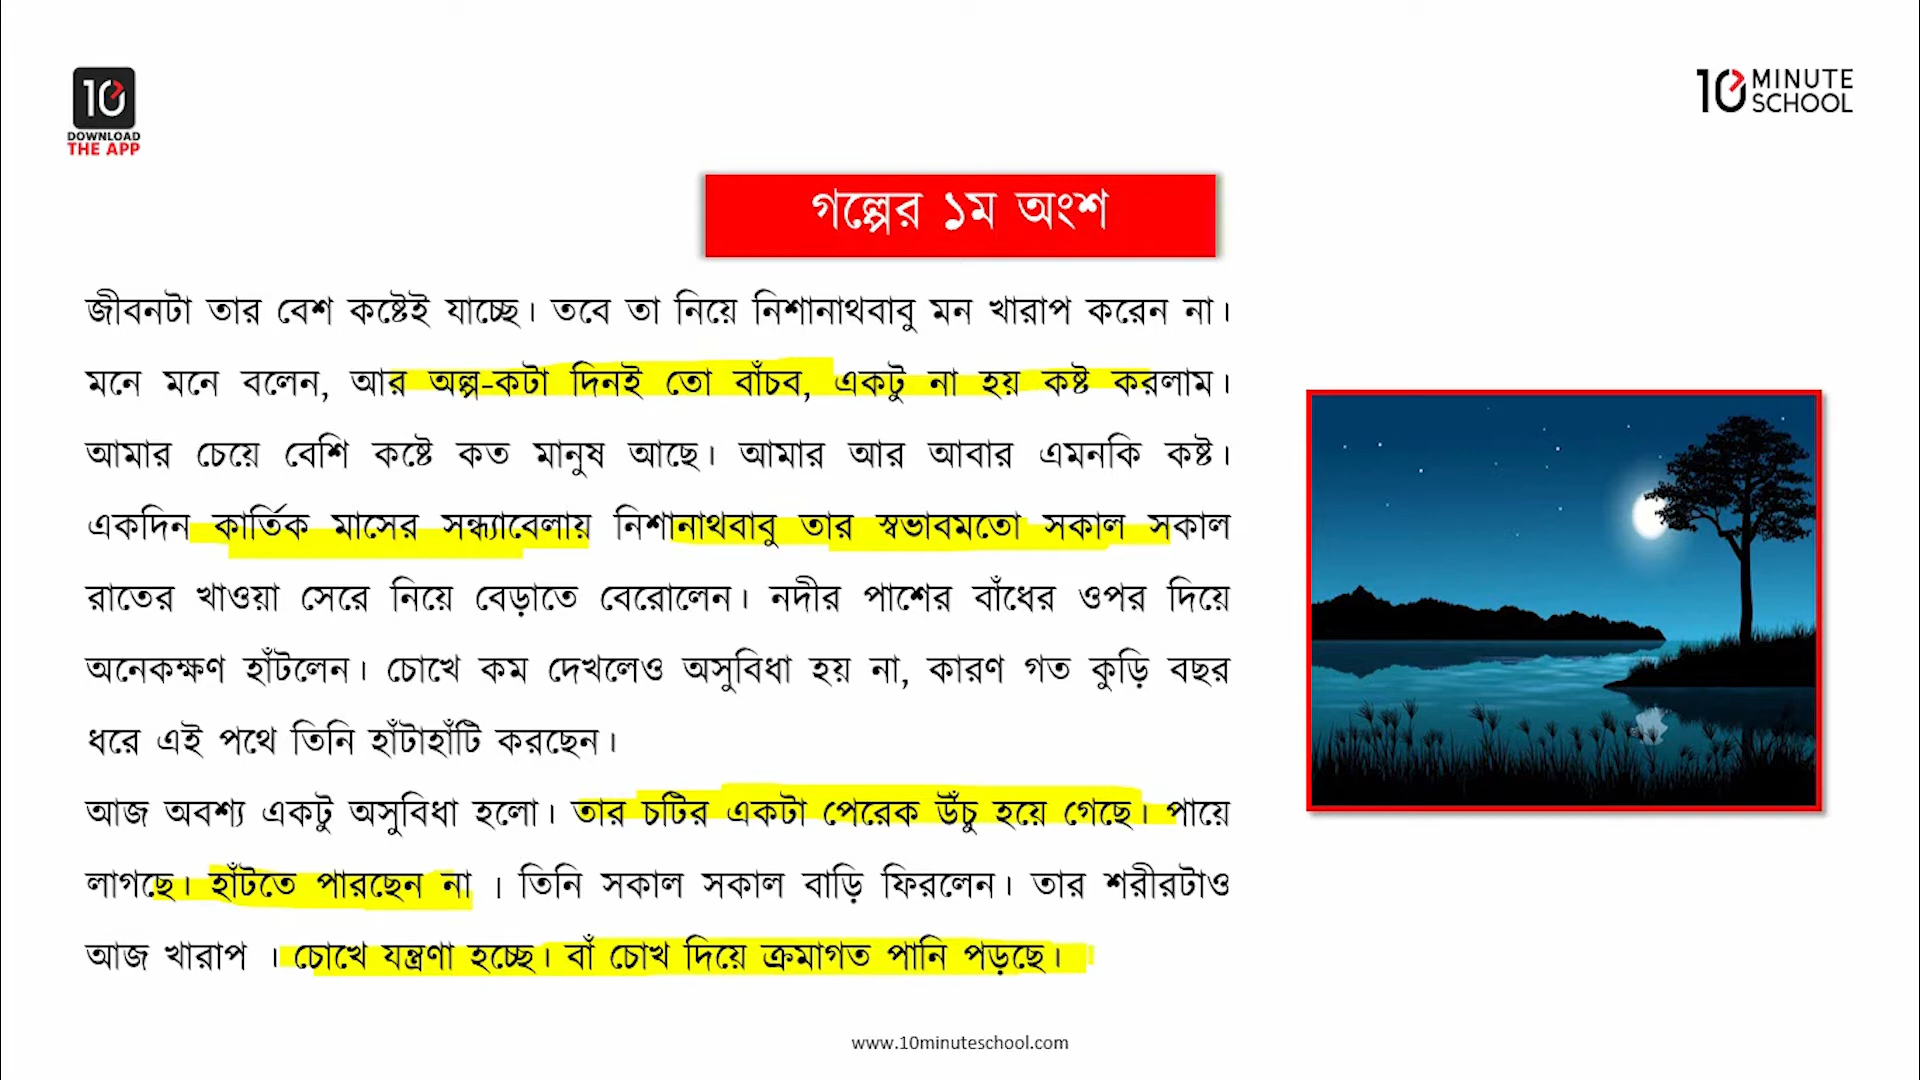 10
DOWNLOAD
THE APP
10 MINUTE
SCHOOL
গল্পের ১ম অংশ
জীবনটা তার বেশ কষ্টেই যাচ্ছে। তবে তা নিয়ে নিশানাথবাবু মন খারাপ করেন না।
মনে মনে বলেন, আর অল্প-কটা দিনই তো বাঁচব, একটু না হয় কষ্ট করলাম।
আমার চেয়ে বেশি কষ্টে কত মানুষ আছে। আমার আর আবার এমনকি কষ্ট।
একদিন কার্তিক মাসের সন্ধ্যাবেলায় নিশানাথবাবু তার স্বভাবমতো সকাল সকাল
রাতের খাওয়া সেরে নিয়ে বেড়াতে বেরোলেন। নদীর পাশের বাঁধের ওপর দিয়ে
অনেকক্ষণ হাঁটলেন। চোখে কম দেখলেও অসুবিধা হয় না, কারণ গত কুড়ি বছর
ধরে এই পথে তিনি হাঁটাহাঁটি করছেন।
আজ অবশ্য একটু অসুবিধা হলো। তার চটির একটা পেরেক উঁচু হয়ে গেছে। পায়ে
লাগছে। হাঁটতে পারছেন না । তিনি সকাল সকাল বাড়ি ফিরলেন। তার শরীরটাও
আজ খারাপ । চোখে যন্ত্রণা হচ্ছে। বাঁ চোখ দিয়ে ক্রমাগত পানি পড়ছে।
www.10minuteschool.com